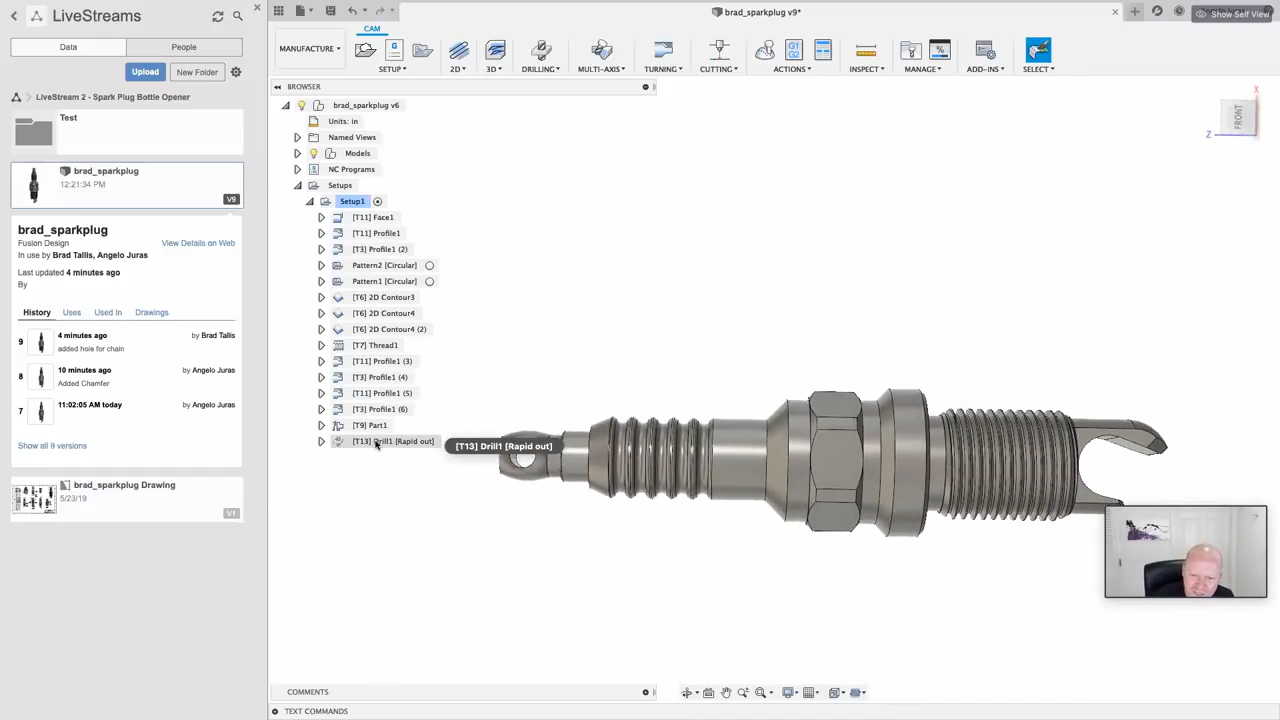 LiveStreams
Data
People
Upload
New Folder
LiveStream 2 - Spark Plug Bottle Opener
Test
brad_sparkplug
12:21:34 PM
V9
brad_sparkplug
Fusion Design
View Details on Web
In use by Brad Tallis, Angelo Juras
Last updated 4 minutes ago
By
History
Uses
Used In
Drawings
9
4 minutes ago
by Brad Tallis
added hole for chain
8
10 minutes ago
by Angelo Juras
Added Chamfer
7
11:02:05 AM today
by Angelo Juras
Show all 9 versions
brad_sparkplug Drawing
5/23/19
V1
brad_sparkplug v9*
Show Self View
CAM
MANUFACTURE
G
G1
G2
%
SETUP
2D
3D
DRILLING
MULTI-AXIS
TURNING
CUTTING
ACTIONS
INSPECT
MANAGE
ADD-INS
SELECT
BROWSER
brad_sparkplug v6
Units: in
Named Views
Models
NC Programs
Setups
Setup1
[T11] Face1
[T11] Profile1
[T3] Profile1 (2)
Pattern2 [Circular]
Pattern1 [Circular]
[T6] 2D Contour3
[T6] 2D Contour4
[T6] 2D Contour4 (2)
[T7] Thread1
[T11] Profile1 (3)
[T3] Profile1 (4)
[T11] Profile1 (5)
[T3] Profile1 (6)
[T9] Part1
[T13] Drill1 [Rapid out]
[T13] Drill1 [Rapid out]
X
FRONT
Z
COMMENTS
TEXT COMMANDS